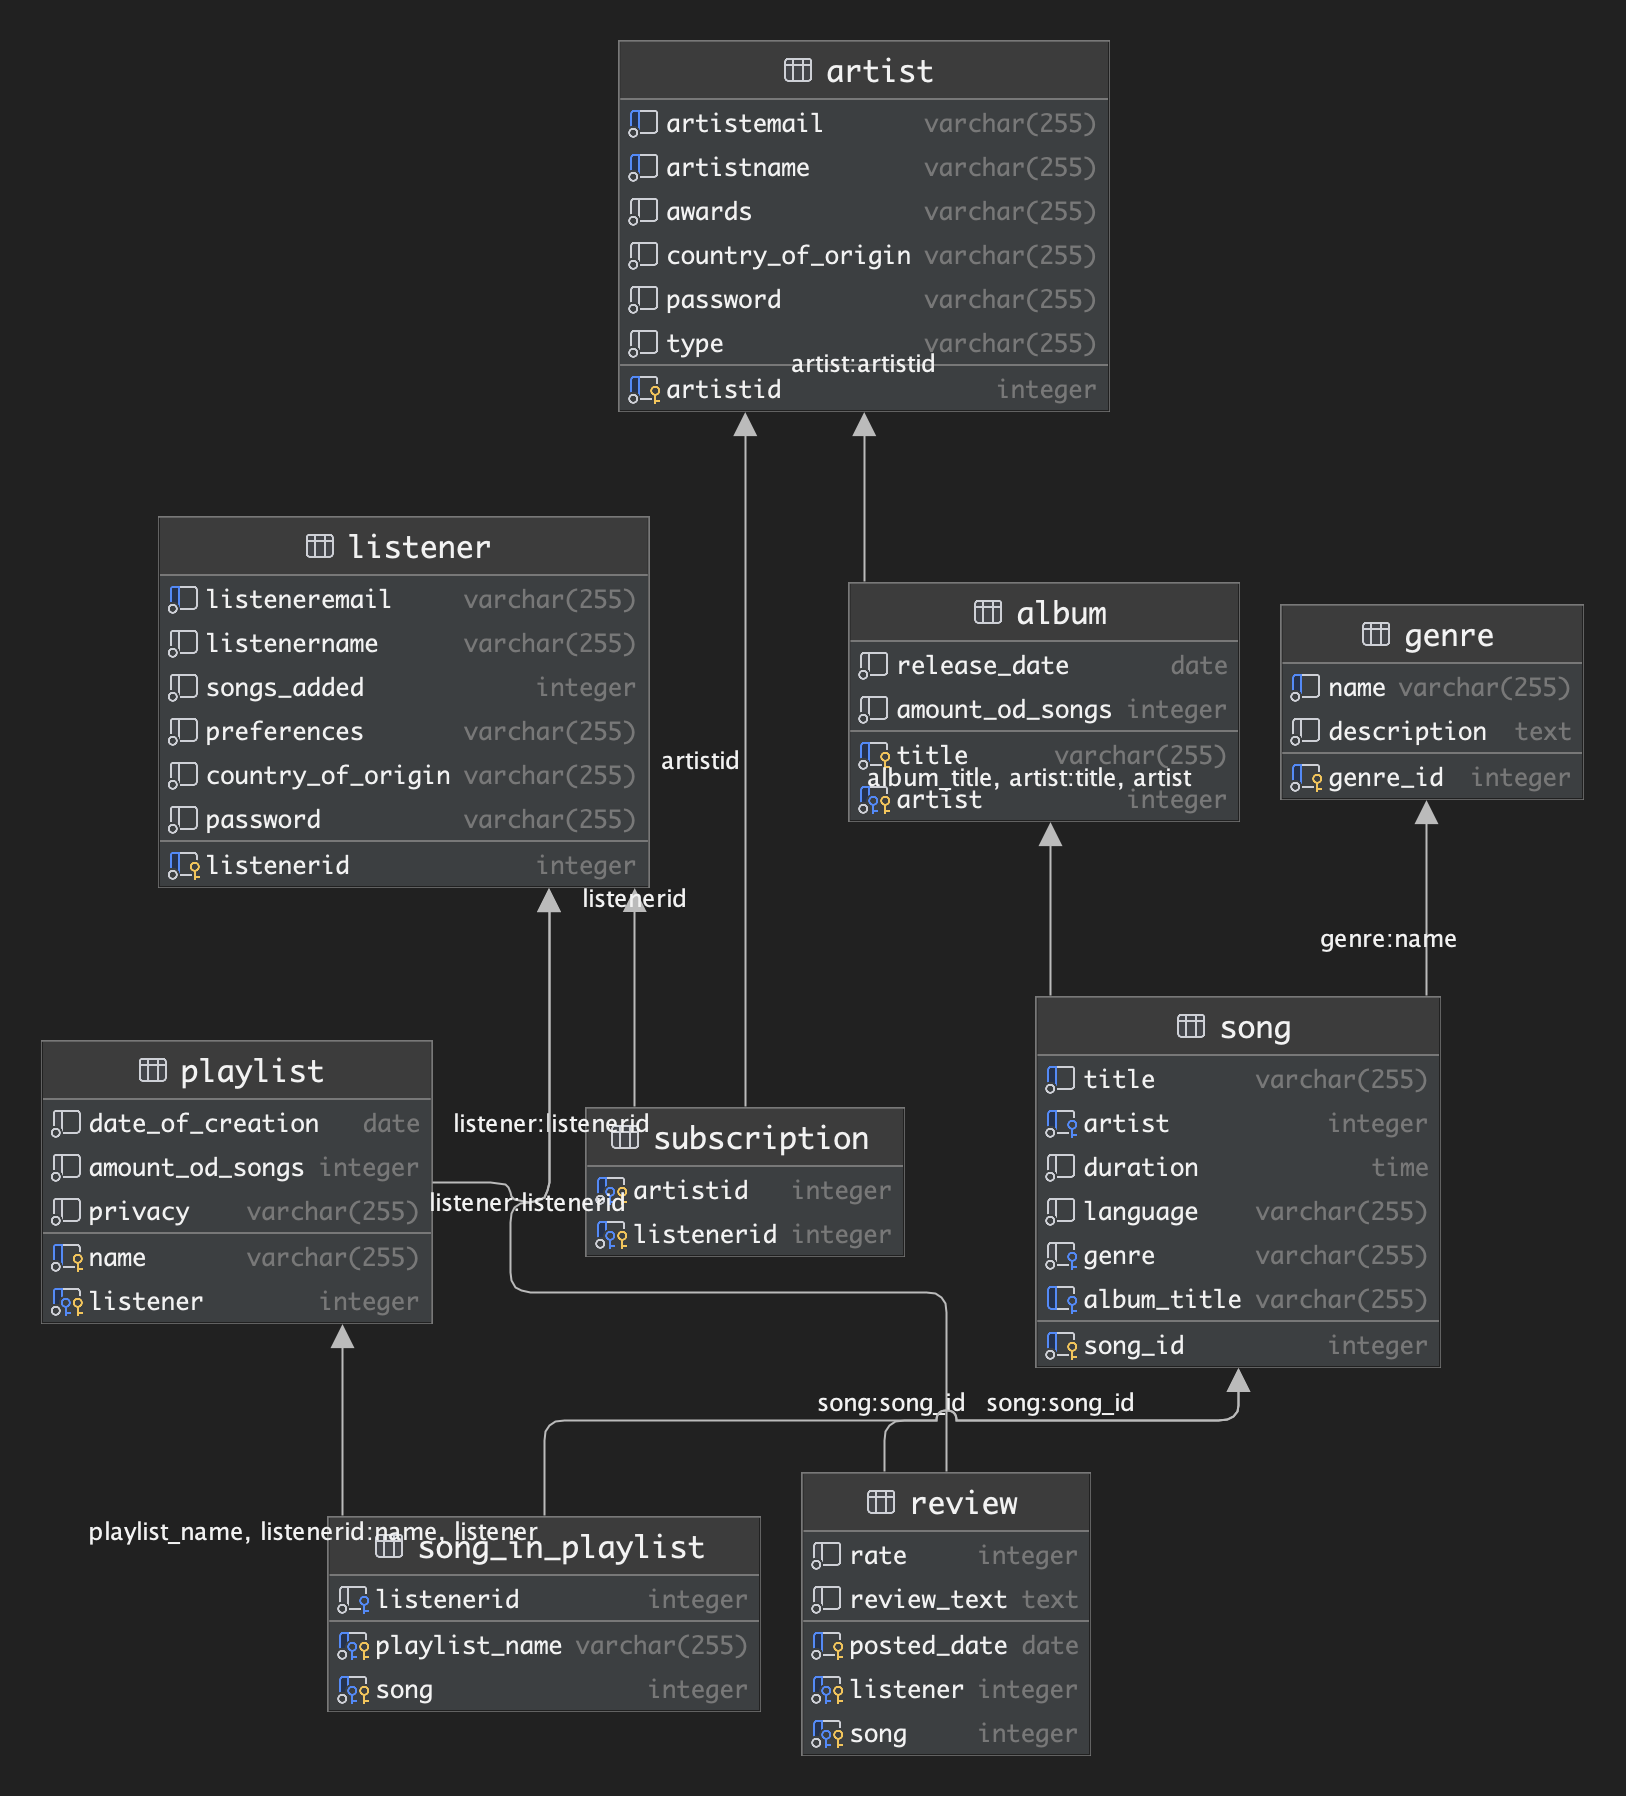 artist
artistemail varchar(255)
artistname varchar(255)
awards varchar(255)
country_of_origin varchar(255)
password varchar(255)
type varchar(255)
artist:artistid
artistid integer
listener
listeneremail varchar(255)
listenername varchar(255)
songs_added integer
preferences varchar(255)
country_of_origin varchar(255)
password varchar(255)
listenerid integer
listenerid
artistid
album
release_date date
amount_od_songs integer
title varchar(255)
album_title, artist:title, artist
artist integer
genre
name varchar(255)
description text
genre_id integer
genre:name
playlist
date_of_creation date
amount_od_songs integer
privacy varchar(255)
name varchar(255)
listener integer
listener:listenerid
listener:listenerid
subscription
artistid integer
listenerid integer
song
title varchar(255)
artist integer
duration time
language varchar(255)
genre varchar(255)
album_title varchar(255)
song_id integer
song:song_id song:song_id
playlist_name, listenerid:name, listener
song_in_playlist
listenerid integer
playlist_name varchar(255)
song integer
review
rate integer
review_text text
posted_date date
listener integer
song integer